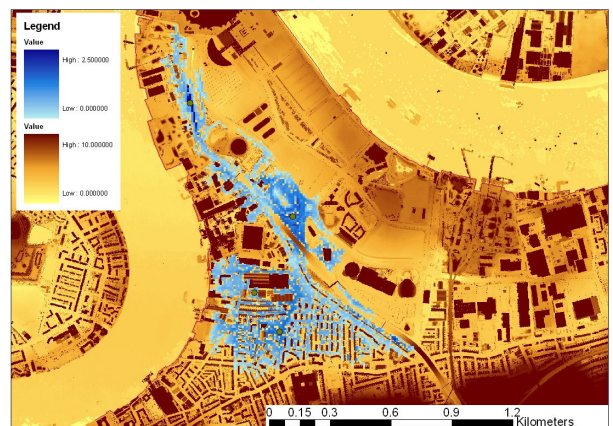 Legend
Value
High : 2.500000
Low : 0.000000
Value
High : 10.000000
Low : 0.000000
0 0.15 0.3 0.6 0.9 1.2
Kilometers